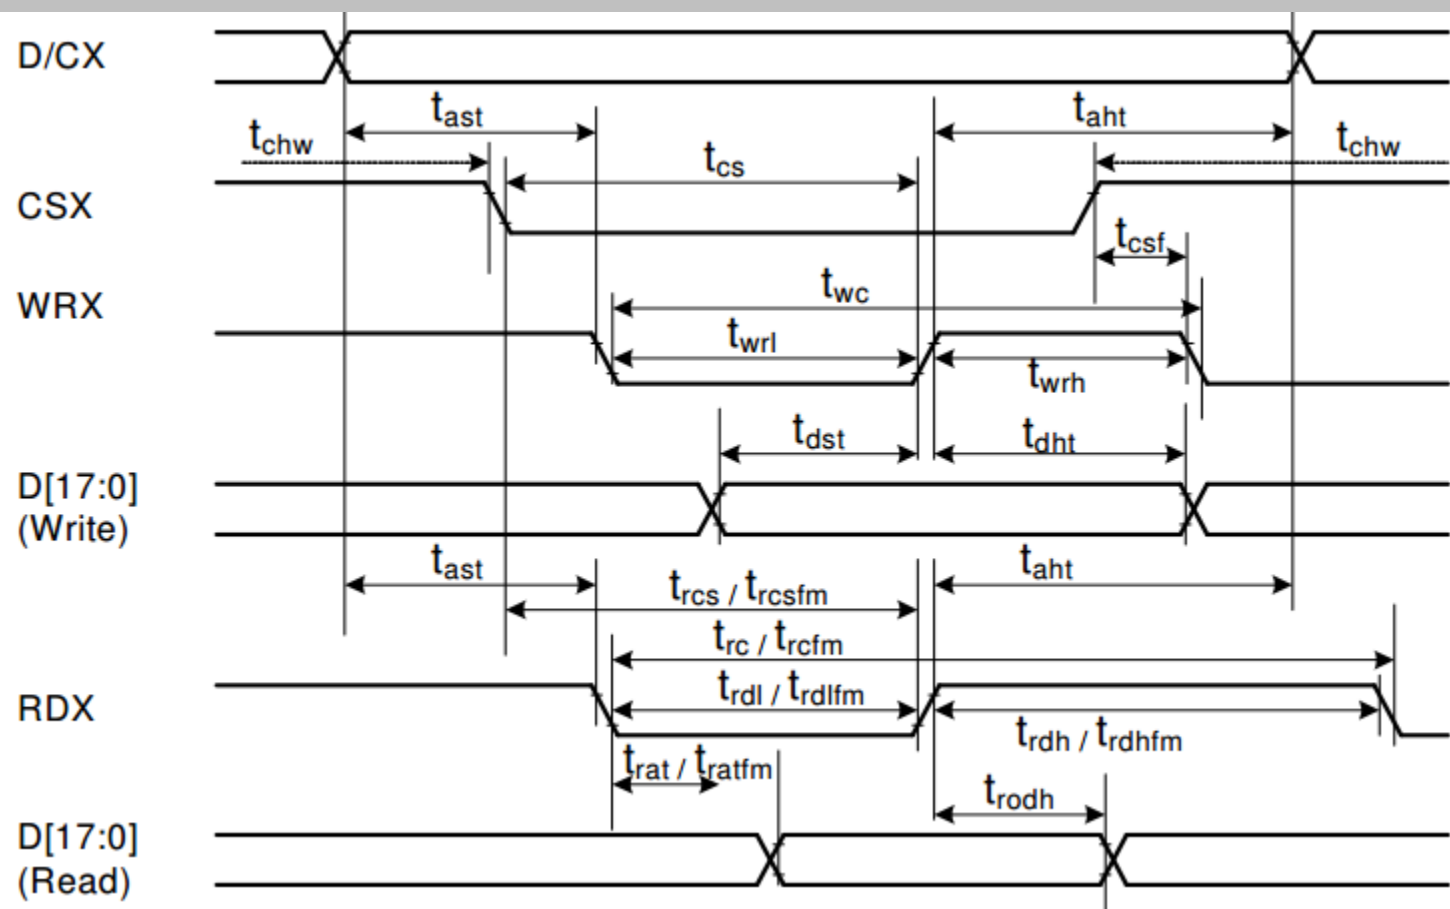 D/CX
tast
taht
tchw
tchw
tcs
CSX
tcsf
twc
WRX
twrl
twrh
tdst
tdht
D[17:0]
(Write)
tast
taht
trcs / trcsfm
trc / trcfm
trdl / trdlfm
RDX
trdh / trdhfm
trat / tratfm
trodh
D[17:0]
(Read)